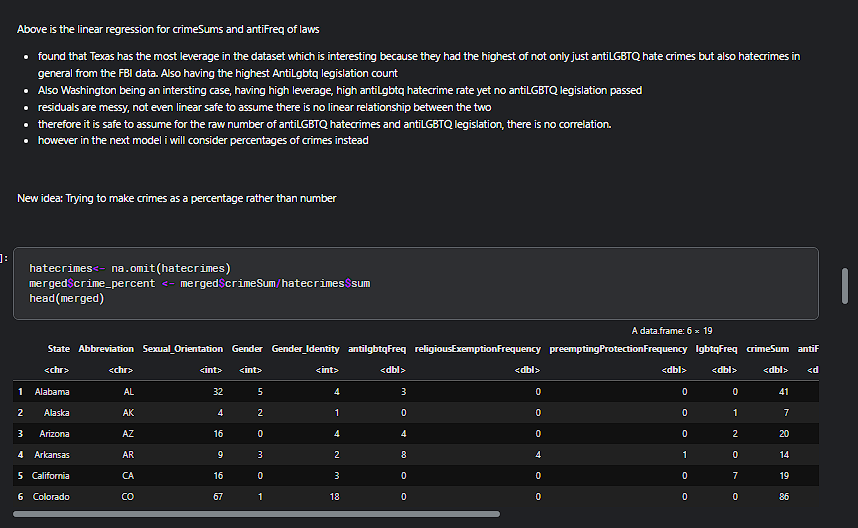 Above is the linear regression for crimeSums and antiFreq of laws
• found that Texas has the most leverage in the dataset which is interesting because they had the highest of not only just antiLGBTQ hate crimes but also hatecrimes in
general from the FBI data. Also having the highest AntiLgbtq legislation count
• Also Washington being an intersting case, having high leverage, high antiLgbtq hatecrime rate yet no antiLGBTQ legislation passed
• residuals are messy, not even linear safe to assume there is no linear relationship between the two
• therefore it is safe to assume for the raw number of antiLGBTQ hatecrimes and antiLGBTQ legislation, there is no correlation.
• however in the next model i will consider percentages of crimes instead
New idea: Trying to make crimes as a percentage rather than number
]:
hatecrimes<- na.omit(hatecrimes)
merged$crime_percent <- merged$crimeSum/hatecrimes$sum
head(merged)
A data.frame: 6 × 19
State Abbreviation Sexual_Orientation Gender Gender_Identity antilgbtqFreq religiousExemptionFrequency preemptingProtectionFrequency lgbtqFreq crimeSum antiF
<chr> <chr> <int> <int> <int> <dbl> <dbl> <dbl> <dbl> <dbl> <d
1 Alabama AL 32 5 4 3 0 0 0 41
2 Alaska AK 4 2 1 0 0 0 1 7
3 Arizona AZ 16 0 4 4 0 0 2 20
4 Arkansas AR 9 3 2 8 4 1 0 14
5 California CA 16 0 3 0 0 0 7 19
6 Colorado CO 67 1 18 0 0 0 0 86